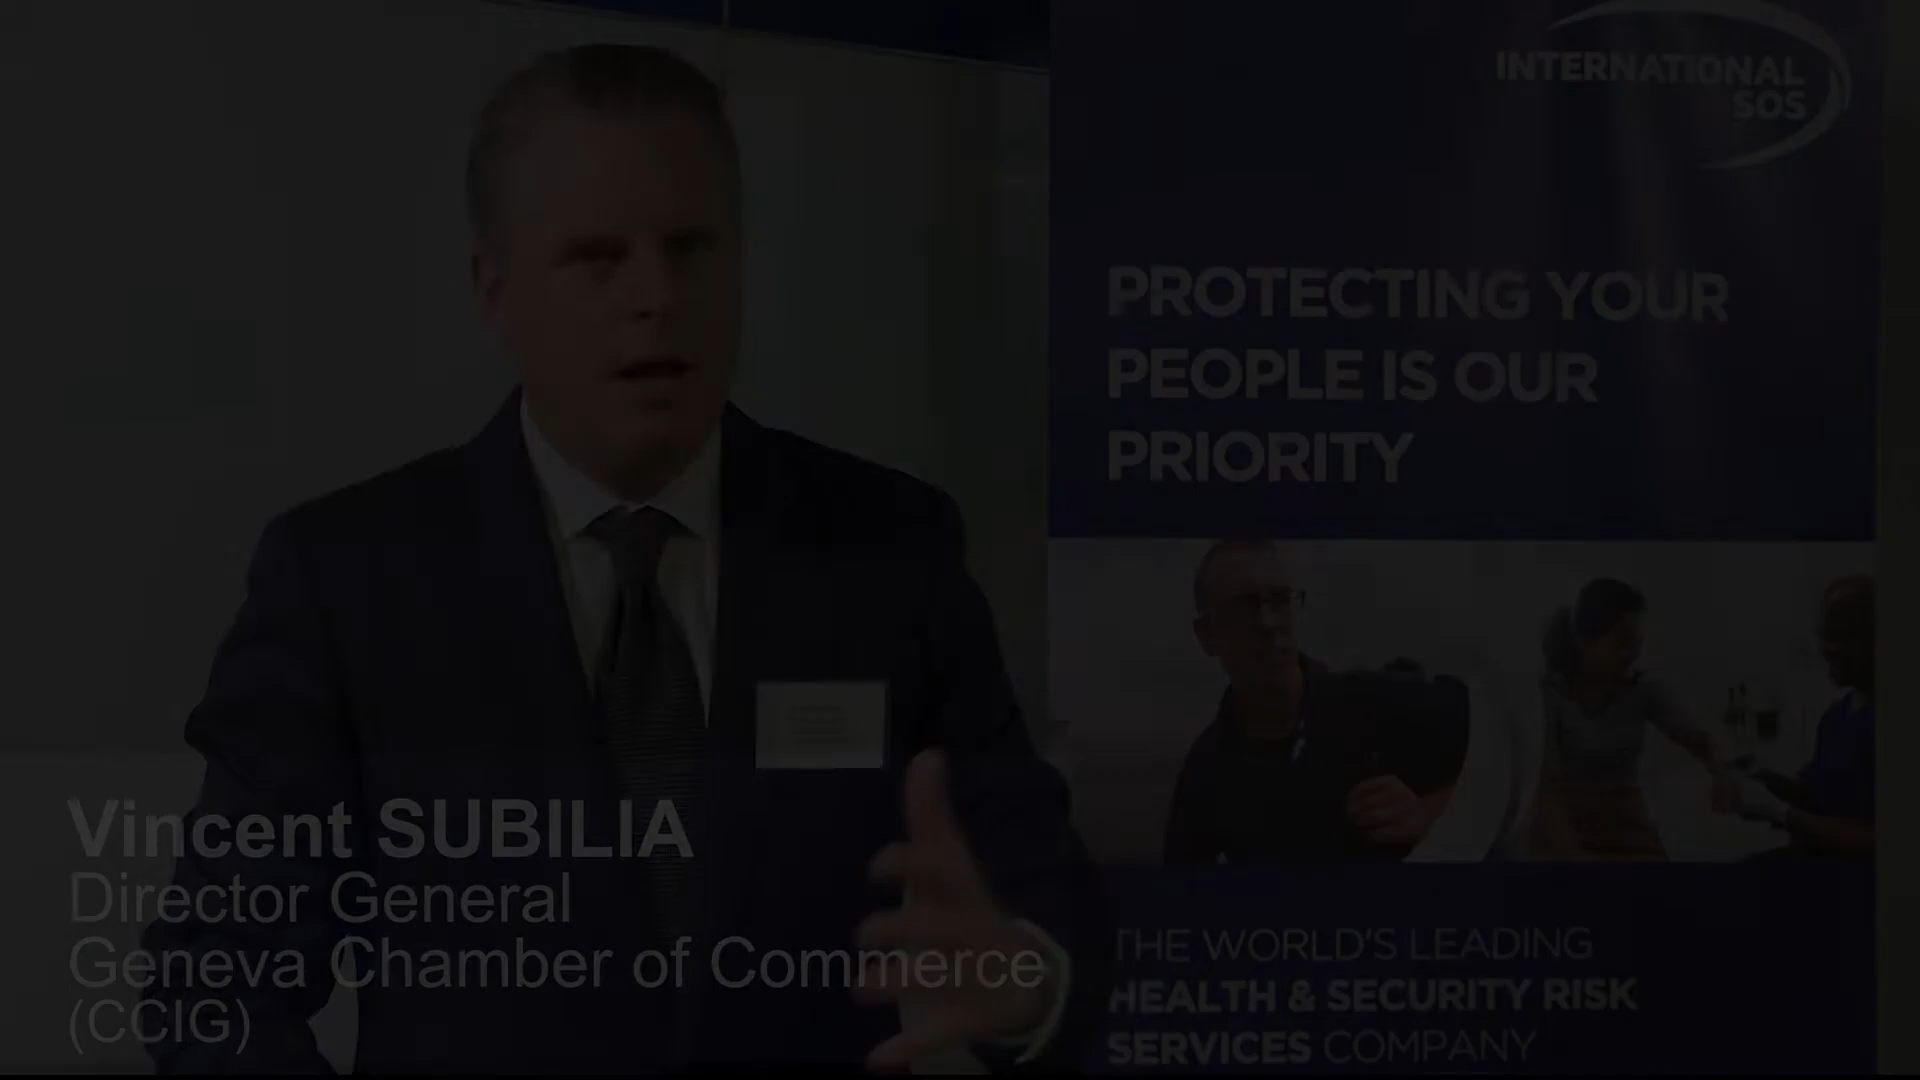 INTERNATIONAL
SOS
PROTECTING YOUR
PEOPLE IS OUR
PRIORITY
Vincent SUBILIA
Director General
Geneva Chamber of Commerce
(CCIG)
THE WORLD'S LEADING
HEALTH & SECURITY RISK
SERVICES COMPANY